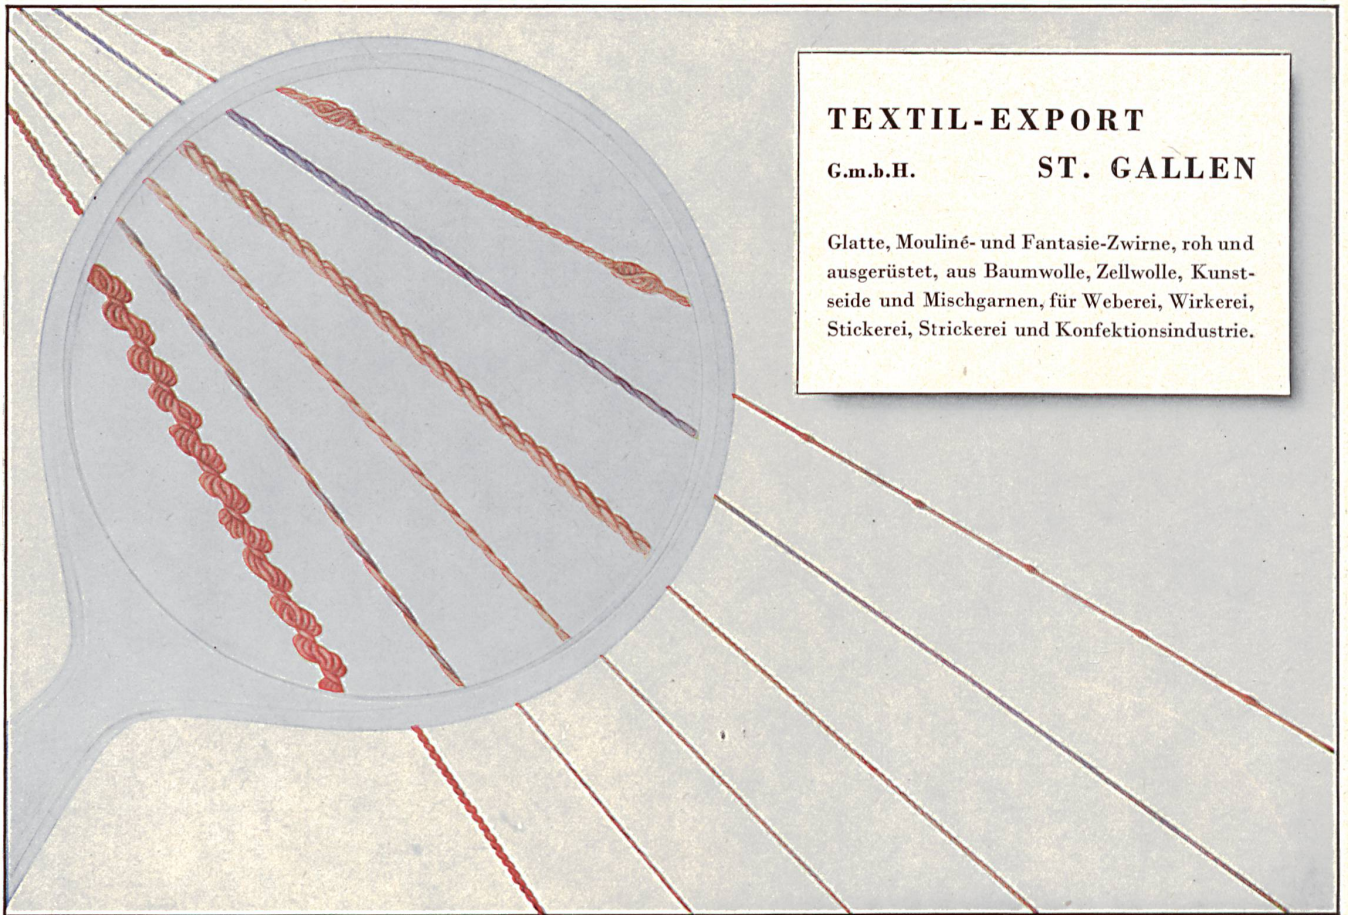 TEXTIL-EXPORT
G.m.b.H. ST. GALLEN
Glatte, Mouliné- und Fantasie-Zwirne, roh und
ausgerüstet, aus Baumwolle, Zellwolle, Kunst-
seide und Mischgarnen, für Weberei, Wirkerei,
Stickerei, Strickerei und Konfektionsindustrie.